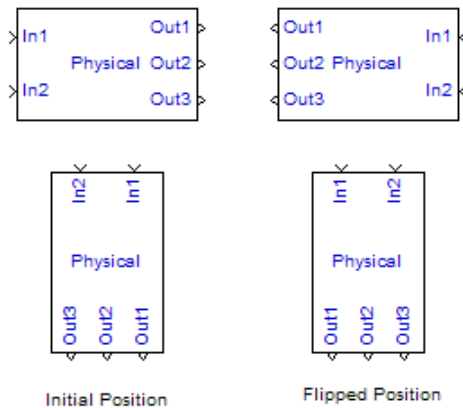 In1 Out1
Physical Out2
In2 Out3
Out1 In1
Out2 Physical
Out3 In2
In2 In1
Physical
Out3 Out2 Out1
In1 In2
Physical
Out1 Out2 Out3
Initial Position
Flipped Position